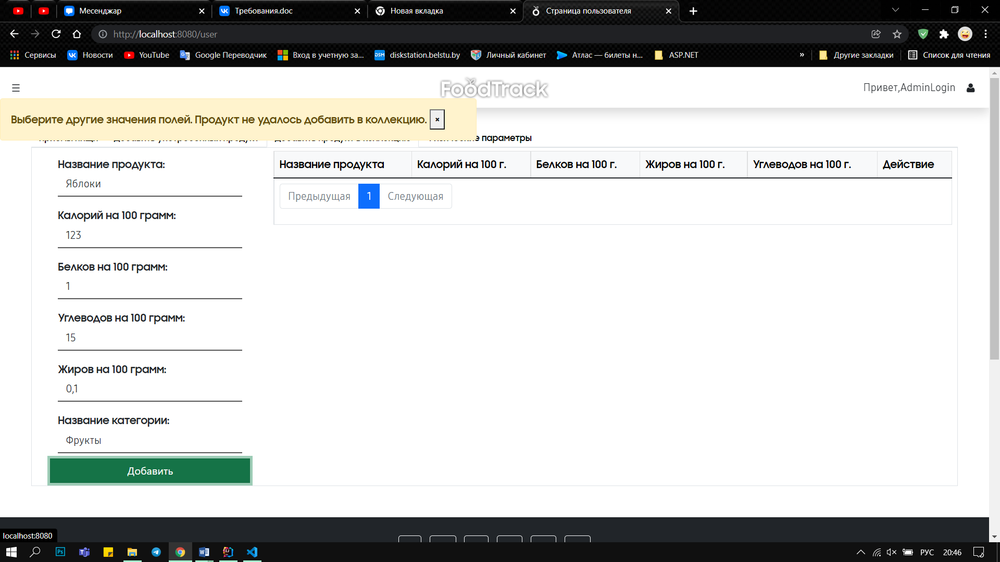 Месенджар
Требования.doc
Новая вкладка
Страница пользователя
http://localhost:8080/user
Сервисы
Новости
YouTube
Google Переводчик
Вход в учетную за...
DSM
diskstation.belstu.by
Личный кабинет
Атлас — билеты н...
ASP.NET
»
Другие закладки
Список для чтения
FoodTrack
Привет,AdminLogin
Выберите другие значения полей. Продукт не удалось добавить в коллекцию. ×
параметры
Название продукта:
Яблоки
Калорий на 100 грамм:
123
Белков на 100 грамм:
1
Углеводов на 100 грамм:
15
Жиров на 100 грамм:
0,1
Название категории:
Фрукты
Добавить
Название продукта Калорий на 100 г. Белков на 100 г. Жиров на 100 г. Углеводов на 100 г. Действие
Предыдущая 1 Следующая
localhost:8080
РУС
20:46